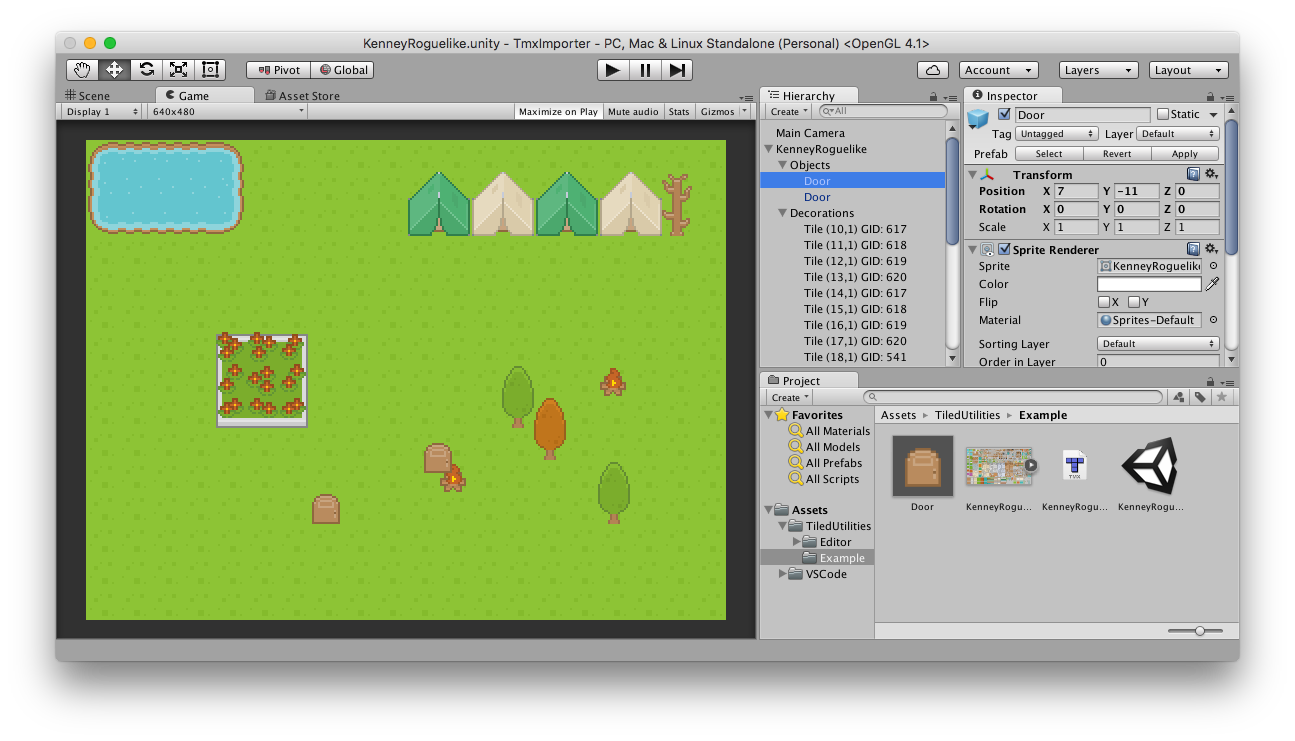 KenneyRoguelike.unity - TmxImporter - PC, Mac & Linux Standalone (Personal) <OpenGL 4.1>
Pivot Global Account Layers Layout
Scene Game Asset Store
Display 1 640x480 Maximize on Play Mute audio Stats Gizmos
Hierarchy
Create All
Main Camera
KenneyRoguelike
Objects
Door
Door
Decorations
Tile (10,1) GID: 617
Tile (11,1) GID: 618
Tile (12,1) GID: 619
Tile (13,1) GID: 620
Tile (14,1) GID: 617
Tile (15,1) GID: 618
Tile (16,1) GID: 619
Tile (17,1) GID: 620
Tile (18,1) GID: 541
Inspector
Door Static
Tag Untagged Layer Default
Prefab Select Revert Apply
Transform
Position X 7 Y -11 Z 0
Rotation X 0 Y 0 Z 0
Scale X 1 Y 1 Z 1
Sprite Renderer
Sprite KenneyRoguelik
Color
Flip X Y
Material Sprites-Default
Sorting Layer Default
Order in Layer 0
Project
Create
Favorites
All Materials
All Models
All Prefabs
All Scripts
Assets
TiledUtilities
Editor
Example
VSCode
Assets TiledUtilities Example
TMX
Door KenneyRogu... KenneyRogu... KenneyRogu...